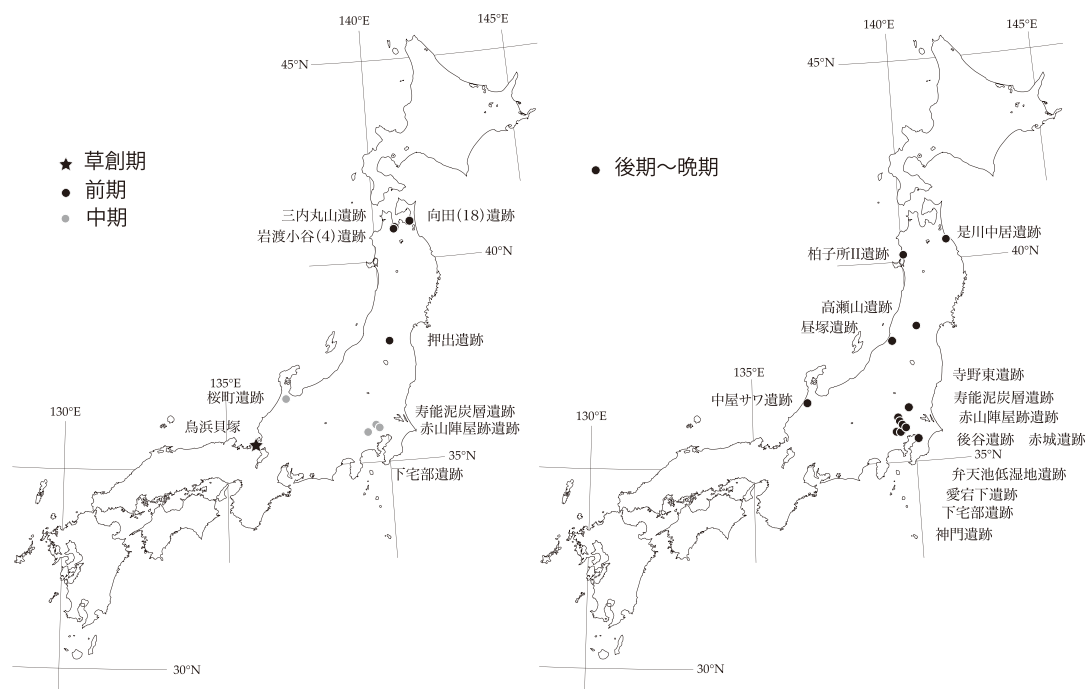 140°E
145°E
45°N
★ 草創期
● 前期
● 中期
三内丸山遺跡
向田(18)遺跡
岩渡小谷(4)遺跡
40°N
押出遺跡
135°E
桜町遺跡
130°E
鳥浜貝塚
寿能泥炭層遺跡
赤山陣屋跡遺跡
35°N
下宅部遺跡
30°N
140°E
145°E
45°N
● 後期〜晩期
是川中居遺跡
柏子所II遺跡
40°N
高瀬山遺跡
昼塚遺跡
135°E
寺野東遺跡
中屋サワ遺跡
寿能泥炭層遺跡
130°E
赤山陣屋跡遺跡
後谷遺跡 赤城遺跡
35°N
弁天池低湿地遺跡
愛宕下遺跡
下宅部遺跡
神門遺跡
30°N